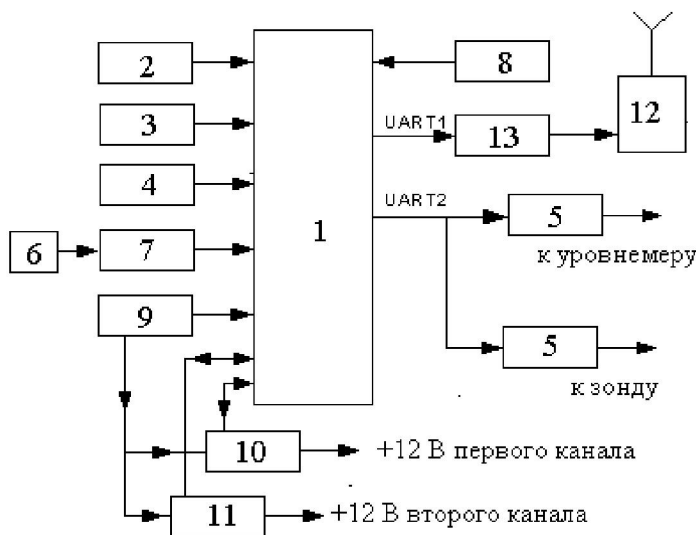 2
8
3
UART1
13
12
4
UART2
1
5
к уровнемеру
6
7
9
5
к зонду
10
+12 В первого канала
11
+12 В второго канала